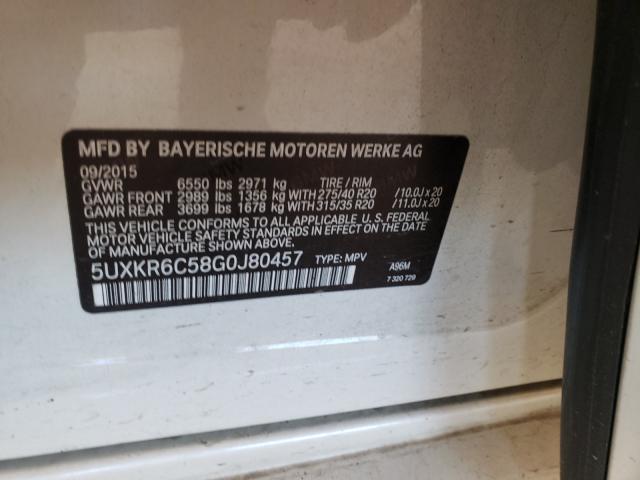 MFD BY BAYERISCHE MOTOREN WERKE AG
09/2015
GVWR 6550 lbs 2971 kg TIRE / RIM
GAWR FRONT 2989 lbs 1356 kg WITH 275/40 R20 /10.0J x 20
GAWR REAR 3699 lbs 1678 kg WITH 315/35 R20 /11.0J x 20
THIS VEHICLE CONFORMS TO ALL APPLICABLE U.S. FEDERAL
MOTOR VEHICLE SAFETY STANDARDS IN EFFECT ON THE DATE
OF MANUFACTURE SHOWN ABOVE.
5UXKR6C58G0J80457 TYPE: MPV A96M
7 320 729